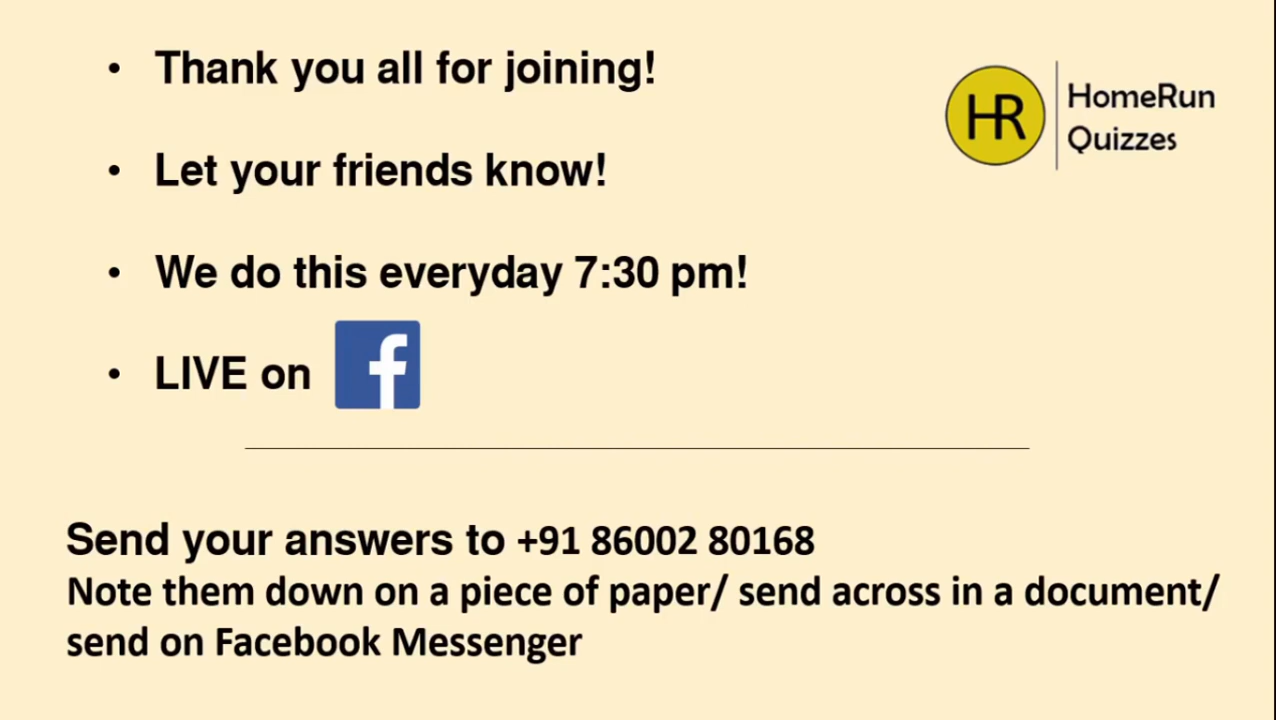 • Thank you all for joining!
HR
HomeRun
Quizzes
• Let your friends know!
• We do this everyday 7:30 pm!
• LIVE on f
Send your answers to +91 86002 80168
Note them down on a piece of paper/ send across in a document/
send on Facebook Messenger